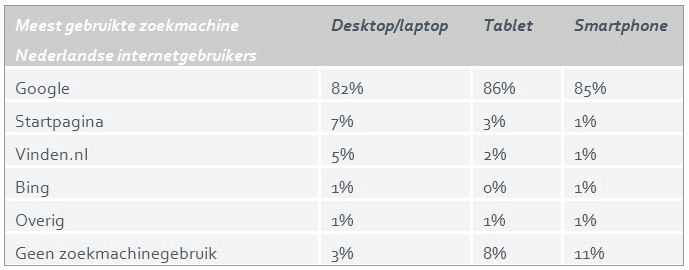 Meest gebruikte zoekmachine Desktop/laptop Tablet Smartphone
Nederlandse internetgebruikers
Google 82% 86% 85%
Startpagina 7% 3% 1%
Vinden.nl 5% 2% 1%
Bing 1% 0% 1%
Overig 1% 1% 1%
Geen zoekmachinegebruik 3% 8% 11%